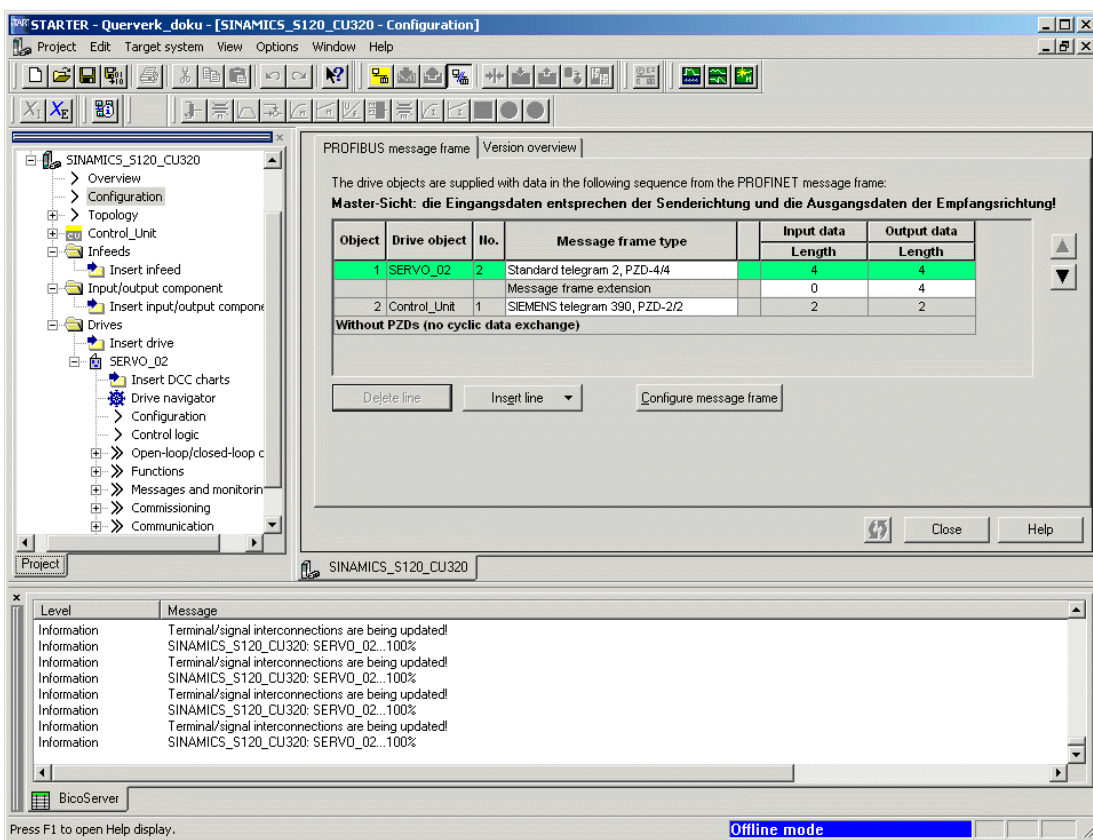 STARTER - Querverk_doku - [SINAMICS_S120_CU320 - Configuration]
Project Edit Target system View Options Window Help
SINAMICS_S120_CU320
Overview
Configuration
Topology
Control_Unit
Infeeds
Insert infeed
Input/output component
Insert input/output compone
Drives
Insert drive
SERVO_02
Insert DCC charts
Drive navigator
Configuration
Control logic
Open-loop/closed-loop c
Functions
Messages and monitorin
Commissioning
Communication
Project
PROFIBUS message frame Version overview
The drive objects are supplied with data in the following sequence from the PROFINET message frame:
Master-Sicht: die Eingangsdaten entsprechen der Senderichtung und die Ausgangsdaten der Empfangsrichtung!
Object Drive object No. Message frame type Input data Output data
Length Length
1 SERVO_02 2 Standard telegram 2, PZD-4/4 4 4
Message frame extension 0 4
2 Control_Unit 1 SIEMENS telegram 390, PZD-2/2 2 2
Without PZDs (no cyclic data exchange)
Delete line Insert line Configure message frame
Close Help
SINAMICS_S120_CU320
Level Message
Information Terminal/signal interconnections are being updated!
Information SINAMICS_S120_CU320: SERVO_02...100%
Information Terminal/signal interconnections are being updated!
Information SINAMICS_S120_CU320: SERVO_02...100%
Information Terminal/signal interconnections are being updated!
Information SINAMICS_S120_CU320: SERVO_02...100%
Information Terminal/signal interconnections are being updated!
Information SINAMICS_S120_CU320: SERVO_02...100%
BicoServer
Press F1 to open Help display. Offline mode